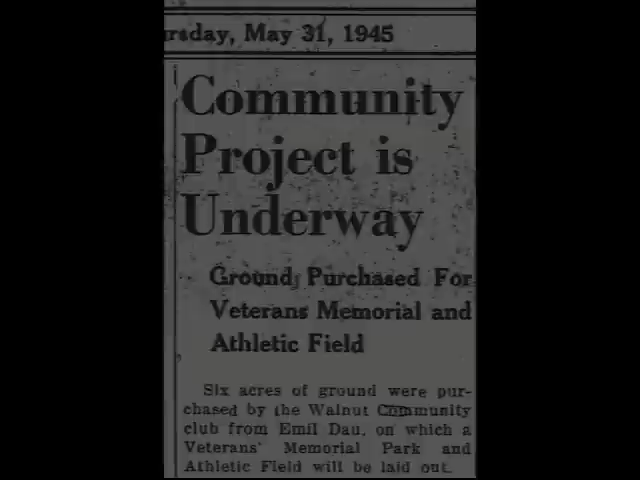 rsday, May 31, 1945
Community
Project is
Underway
Ground Purchased For
Veterans Memorial and
Athletic Field
Six acres of ground were pur-
chased by the Walnut Community
club from Emil Dau, on which a
Veterans' Memorial Park and
Athletic Field will be laid out.